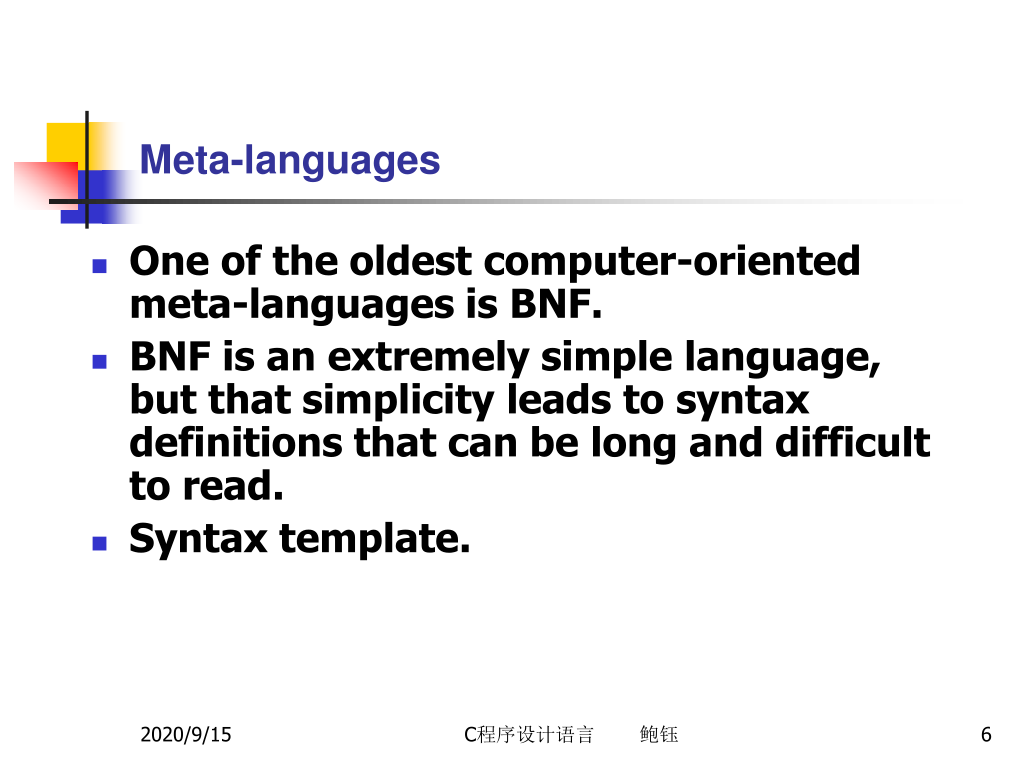 Meta-languages
One of the oldest computer-oriented
meta-languages is BNF.
BNF is an extremely simple language,
but that simplicity leads to syntax
definitions that can be long and difficult
to read.
Syntax template.
2020/9/15 C程序设计语言 鲍钰 6